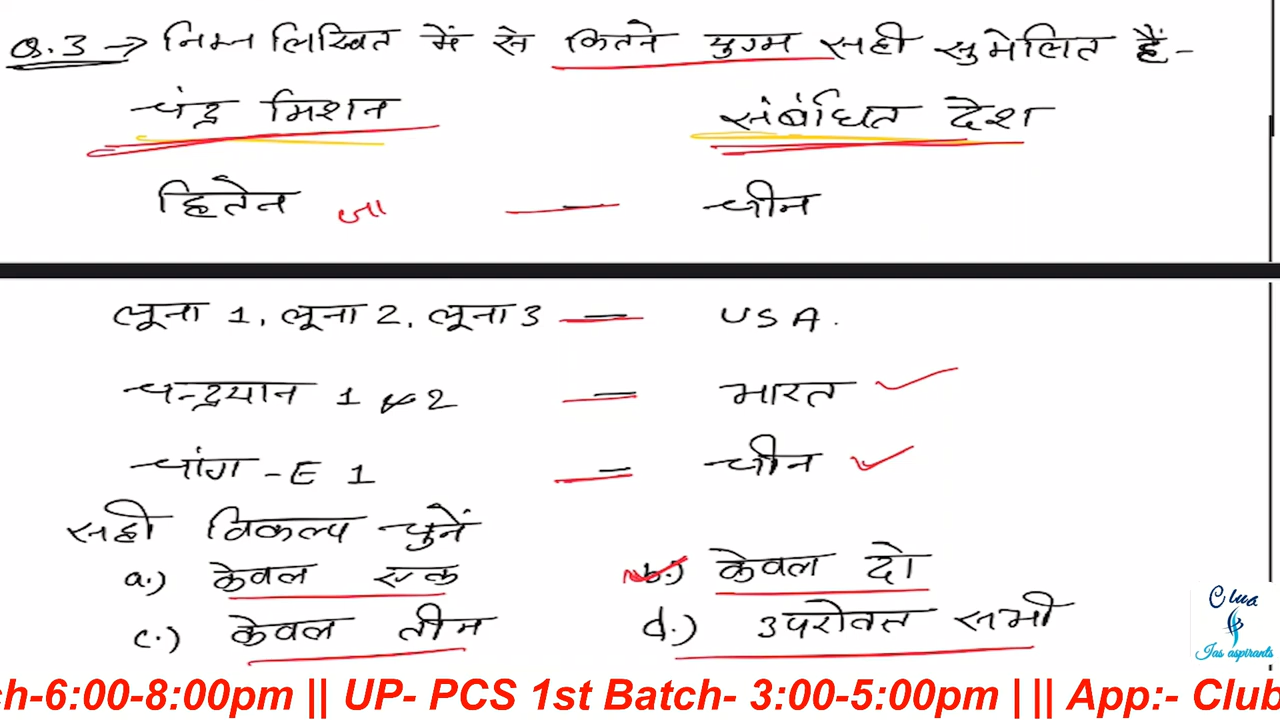 Q.3 → निम्न लिखित में से कितने युग्म सही सुमेलित हैं-
चंद्र मिशन संबंधित देश
हितेन जा — चीन
लूना 1, लूना 2, लूना 3 — USA.
चन्द्रयान 1 & 2 — भारत
चांग -E 1 — चीन
सही विकल्प चुनें
a.) केवल एक b.) केवल दो
c.) केवल तीन d.) उपरोक्त सभी
Clua
Ias aspirants
ch-6:00-8:00pm || UP- PCS 1st Batch- 3:00-5:00pm | || App:- Club